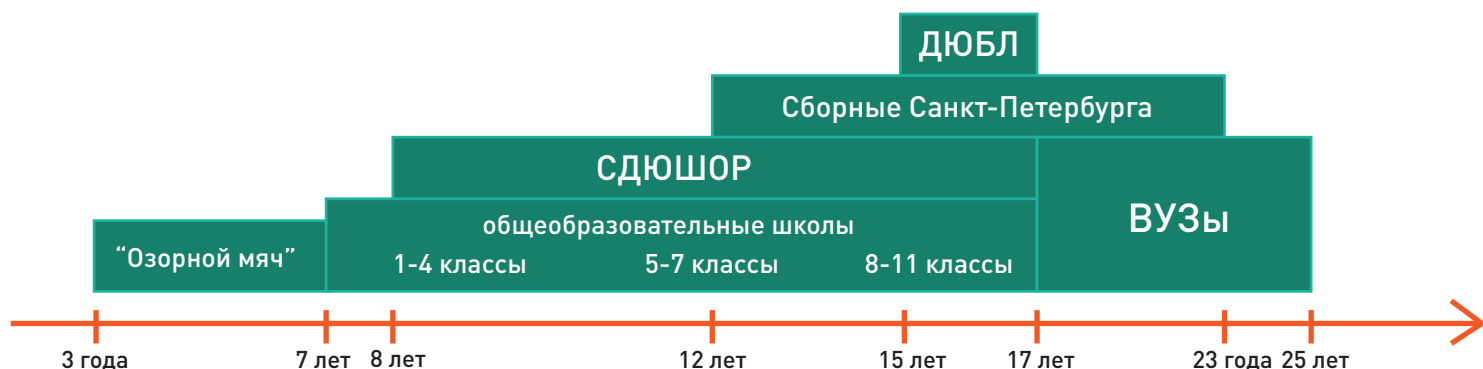 ДЮБЛ
Сборные Санкт-Петербурга
СДЮШОР
ВУЗы
общеобразовательные школы
“Озорной мяч”
1-4 классы 5-7 классы 8-11 классы
3 года 7 лет 8 лет 12 лет 15 лет 17 лет 23 года 25 лет